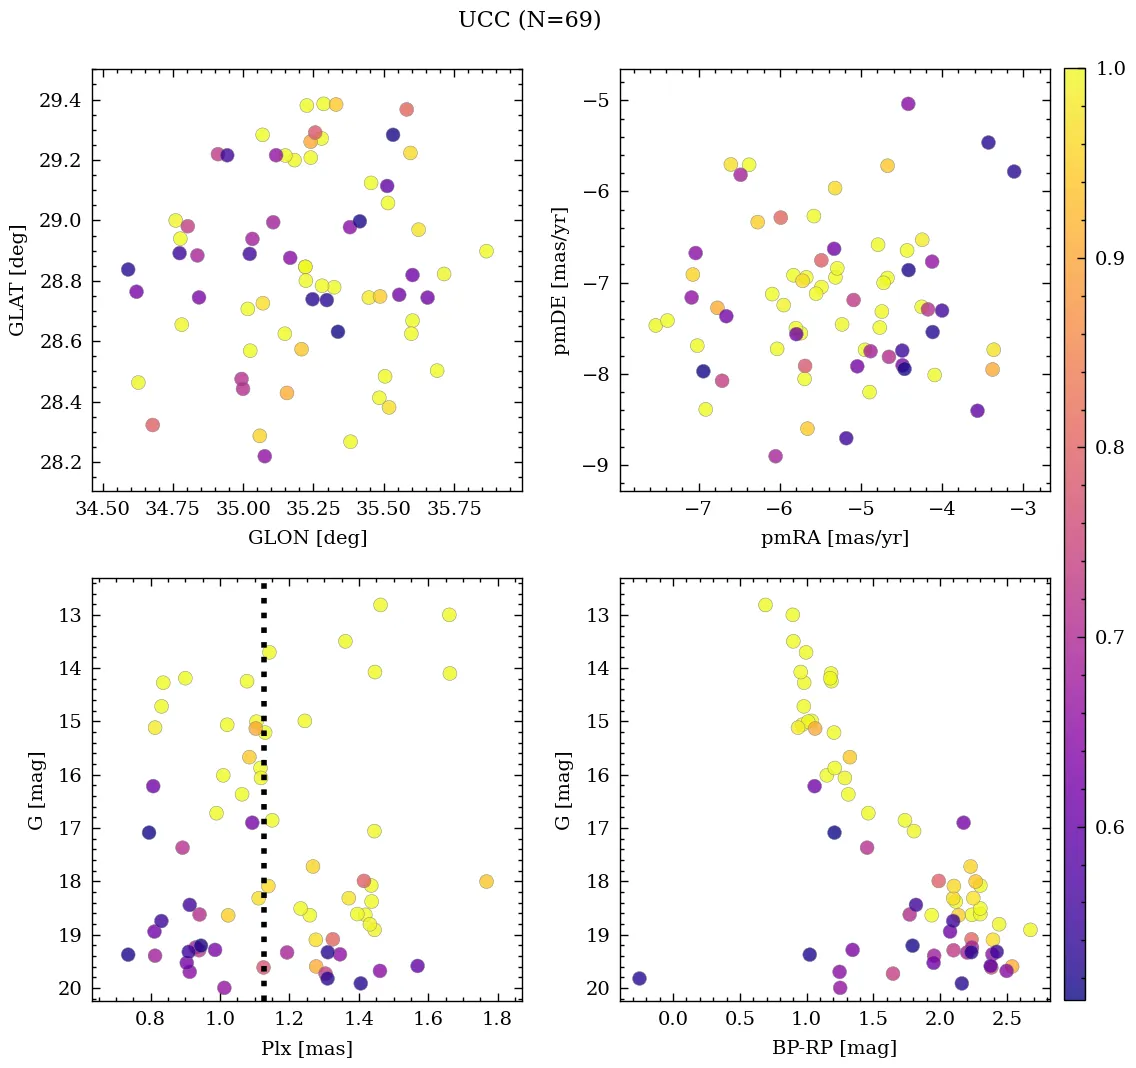 UCC (N=69)
29.4
29.2
29.0
28.8
28.6
28.4
28.2
GLAT [deg]
34.50 34.75 35.00 35.25 35.50 35.75
GLON [deg]
−5
−6
−7
−8
−9
pmDE [mas/yr]
−7 −6 −5 −4 −3
pmRA [mas/yr]
1.0
0.9
0.8
0.7
0.6
13
14
15
16
17
18
19
20
G [mag]
0.8 1.0 1.2 1.4 1.6 1.8
Plx [mas]
13
14
15
16
17
18
19
20
G [mag]
0.0 0.5 1.0 1.5 2.0 2.5
BP-RP [mag]